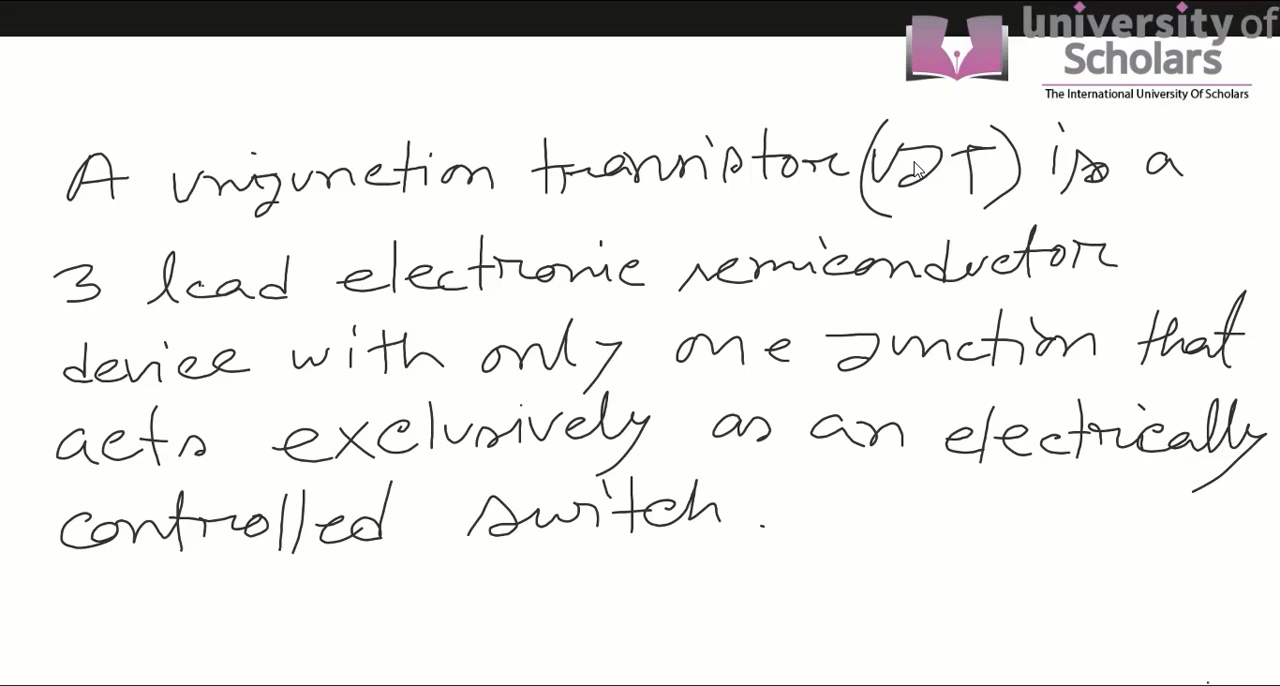 University of
Scholars
The International University Of Scholars
A unijunction transistor (UJT) is a
3 lead electronic semiconductor
device with only one Junction that
acts exclusively as an electrically
controlled switch.